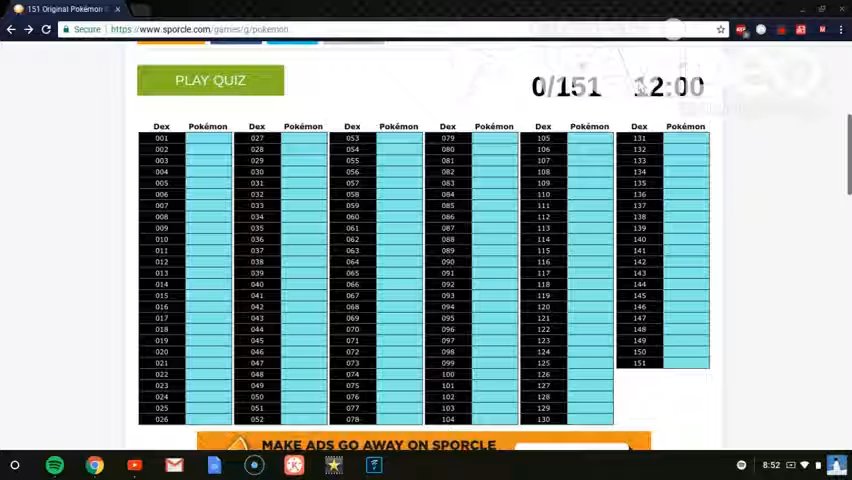 151 Original Pokémon
Secure https://www.sporcle.com/games/g/pokemon
PLAY QUIZ
0/151 12:00
Dex Pokémon Dex Pokémon Dex Pokémon Dex Pokémon Dex Pokémon Dex Pokémon
001 027 053 079 105 131
002 028 054 080 106 132
003 029 055 081 107 133
004 030 056 082 108 134
005 031 057 083 109 135
006 032 058 084 110 136
007 033 059 085 111 137
008 034 060 086 112 138
009 035 061 087 113 139
010 036 062 088 114 140
011 037 063 089 115 141
012 038 064 090 116 142
013 039 065 091 117 143
014 040 066 092 118 144
015 041 067 093 119 145
016 042 068 094 120 146
017 043 069 095 121 147
018 044 070 096 122 148
019 045 071 097 123 149
020 046 072 098 124 150
021 047 073 099 125 151
022 048 074 100 126
023 049 075 101 127
024 050 076 102 128
025 051 077 103 129
026 052 078 104 130
MAKE ADS GO AWAY ON SPORCLE
8:52